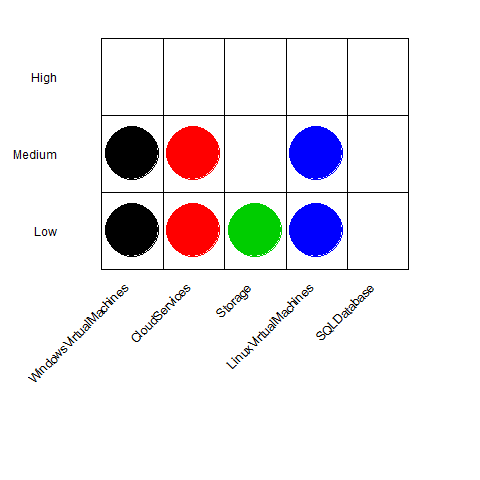 High
Medium
Low
WindowsVirtualMachines
CloudServices
Storage
LinuxVirtualMachines
SQLDatabase